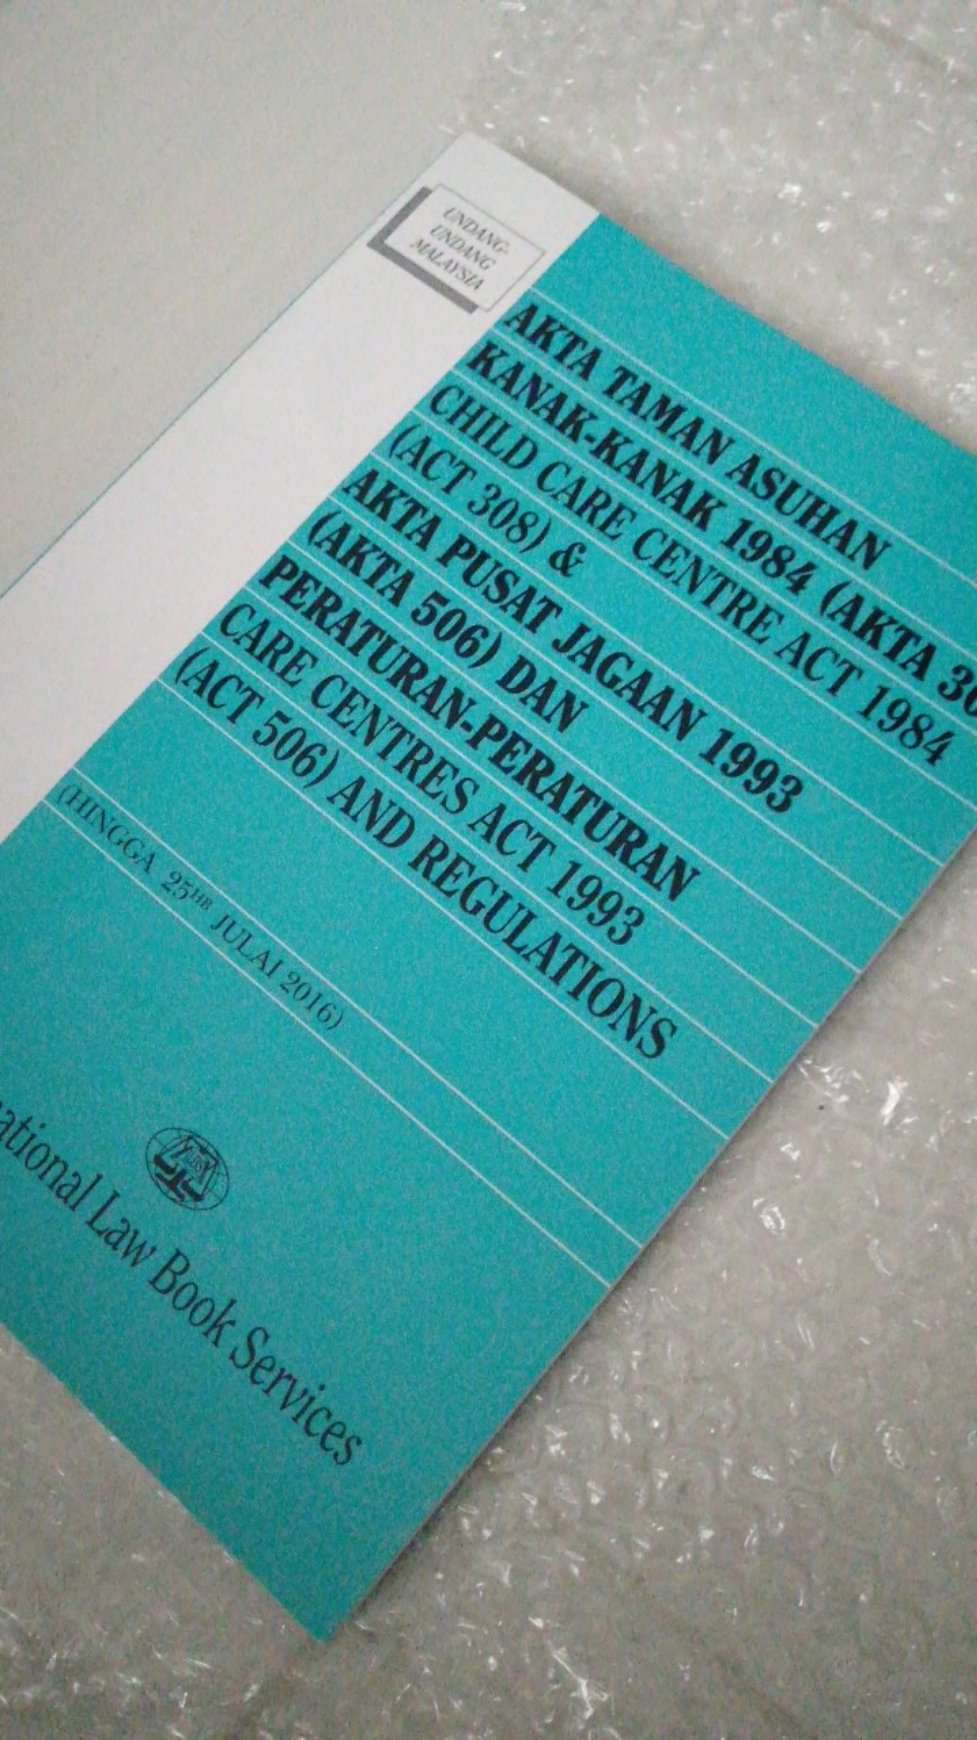 UNDANG-
UNDANG
MALAYSIA
AKTA TAMAN ASUHAN
KANAK-KANAK 1984 (AKTA 30
CHILD CARE CENTRE ACT 1984
(ACT 308) &
AKTA PUSAT JAGAAN 1993
(AKTA 506) DAN
PERATURAN-PERATURAN
CARE CENTRES ACT 1993
(ACT 506) AND REGULATIONS
(HINGGA 25HB JULAI 2016)
national Law Book Services